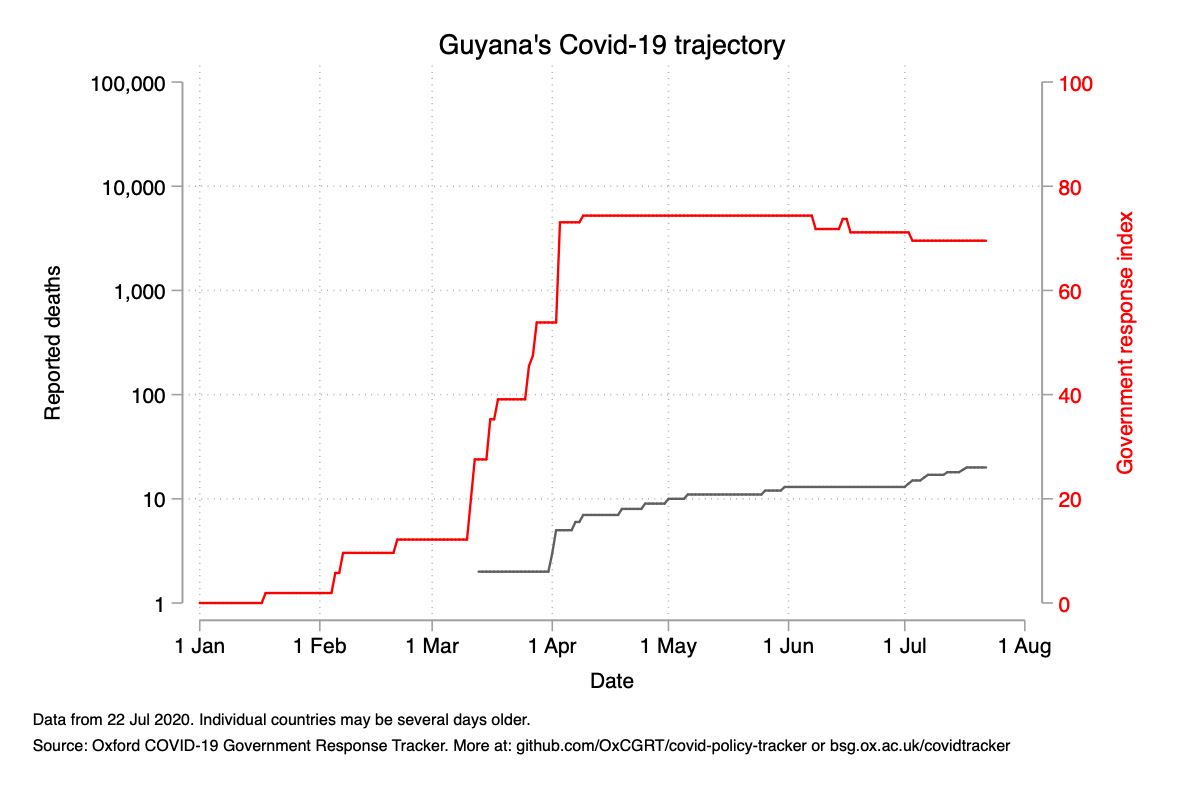 Guyana's Covid-19 trajectory
100,000
10,000
1,000
100
10
1
Reported deaths
100
80
60
40
20
0
Government response index
1 Jan 1 Feb 1 Mar 1 Apr 1 May 1 Jun 1 Jul 1 Aug
Date
Data from 22 Jul 2020. Individual countries may be several days older.
Source: Oxford COVID-19 Government Response Tracker. More at: github.com/OxCGRT/covid-policy-tracker or bsg.ox.ac.uk/covidtracker